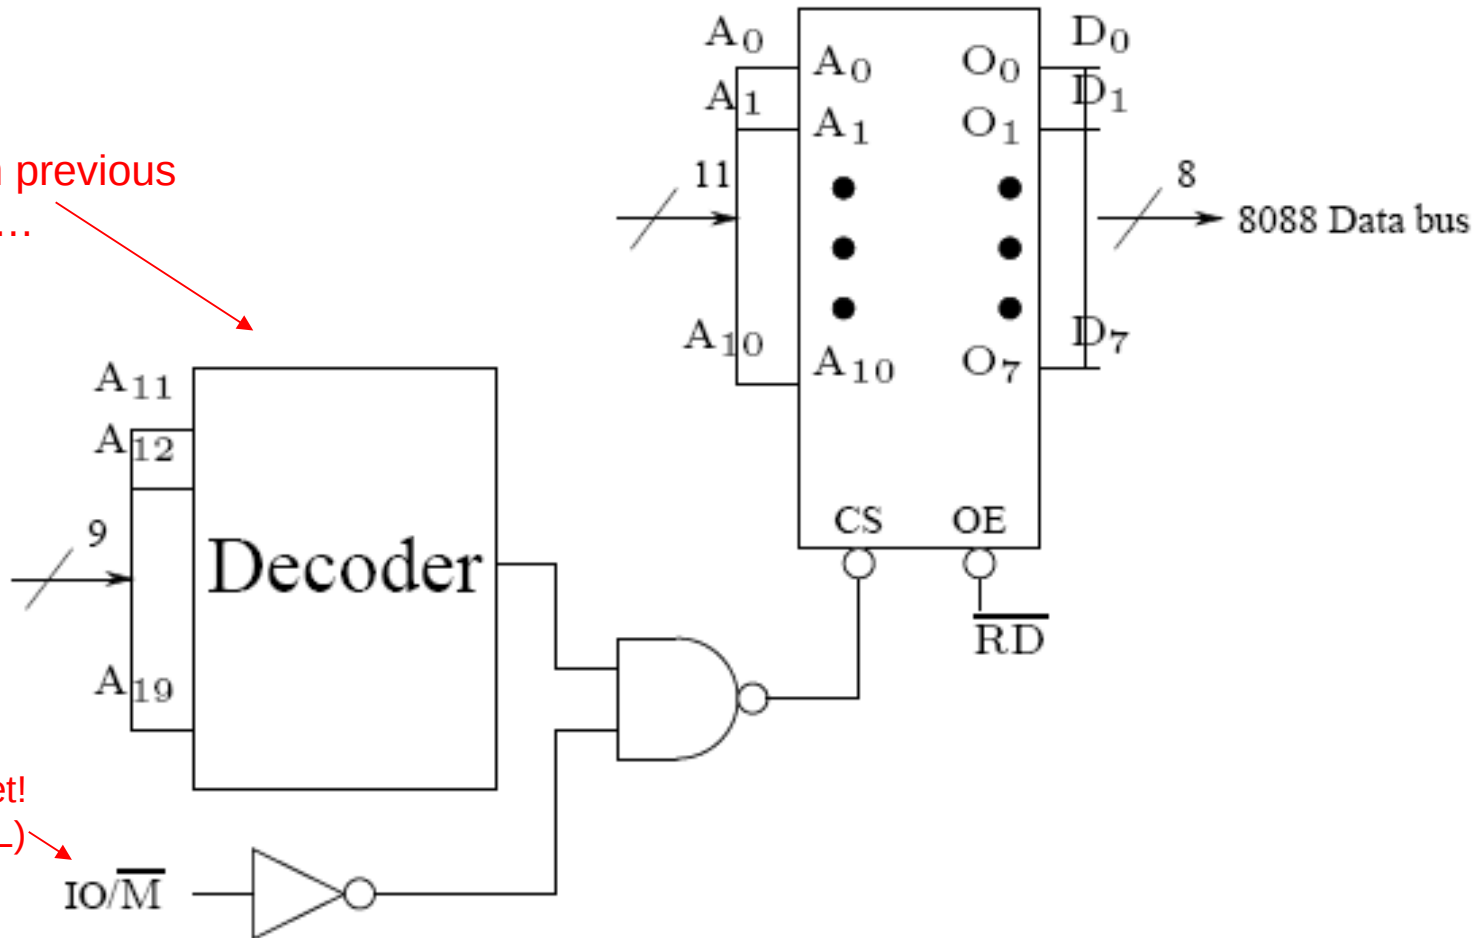 A0
A0
O0
D0
A1
A1
O1
D1
previous
...
11
8
8088 Data bus
A10
A10
O7
D7
A11
A12
9
Decoder
CS
OE
RD
A19
IO/M